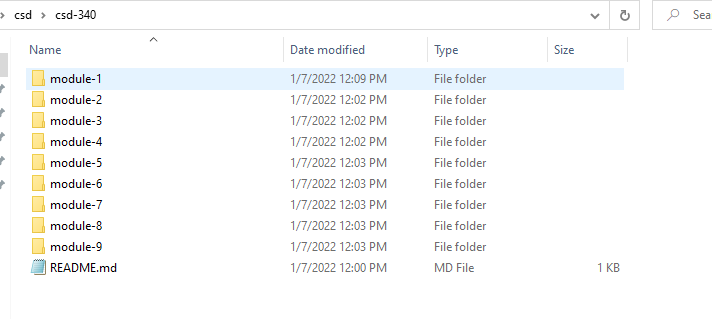 csd > csd-340 Sea
Name Date modified Type Size
module-1 1/7/2022 12:09 PM File folder
module-2 1/7/2022 12:02 PM File folder
module-3 1/7/2022 12:02 PM File folder
module-4 1/7/2022 12:02 PM File folder
module-5 1/7/2022 12:03 PM File folder
module-6 1/7/2022 12:03 PM File folder
module-7 1/7/2022 12:03 PM File folder
module-8 1/7/2022 12:03 PM File folder
module-9 1/7/2022 12:03 PM File folder
README.md 1/7/2022 12:00 PM MD File 1 KB